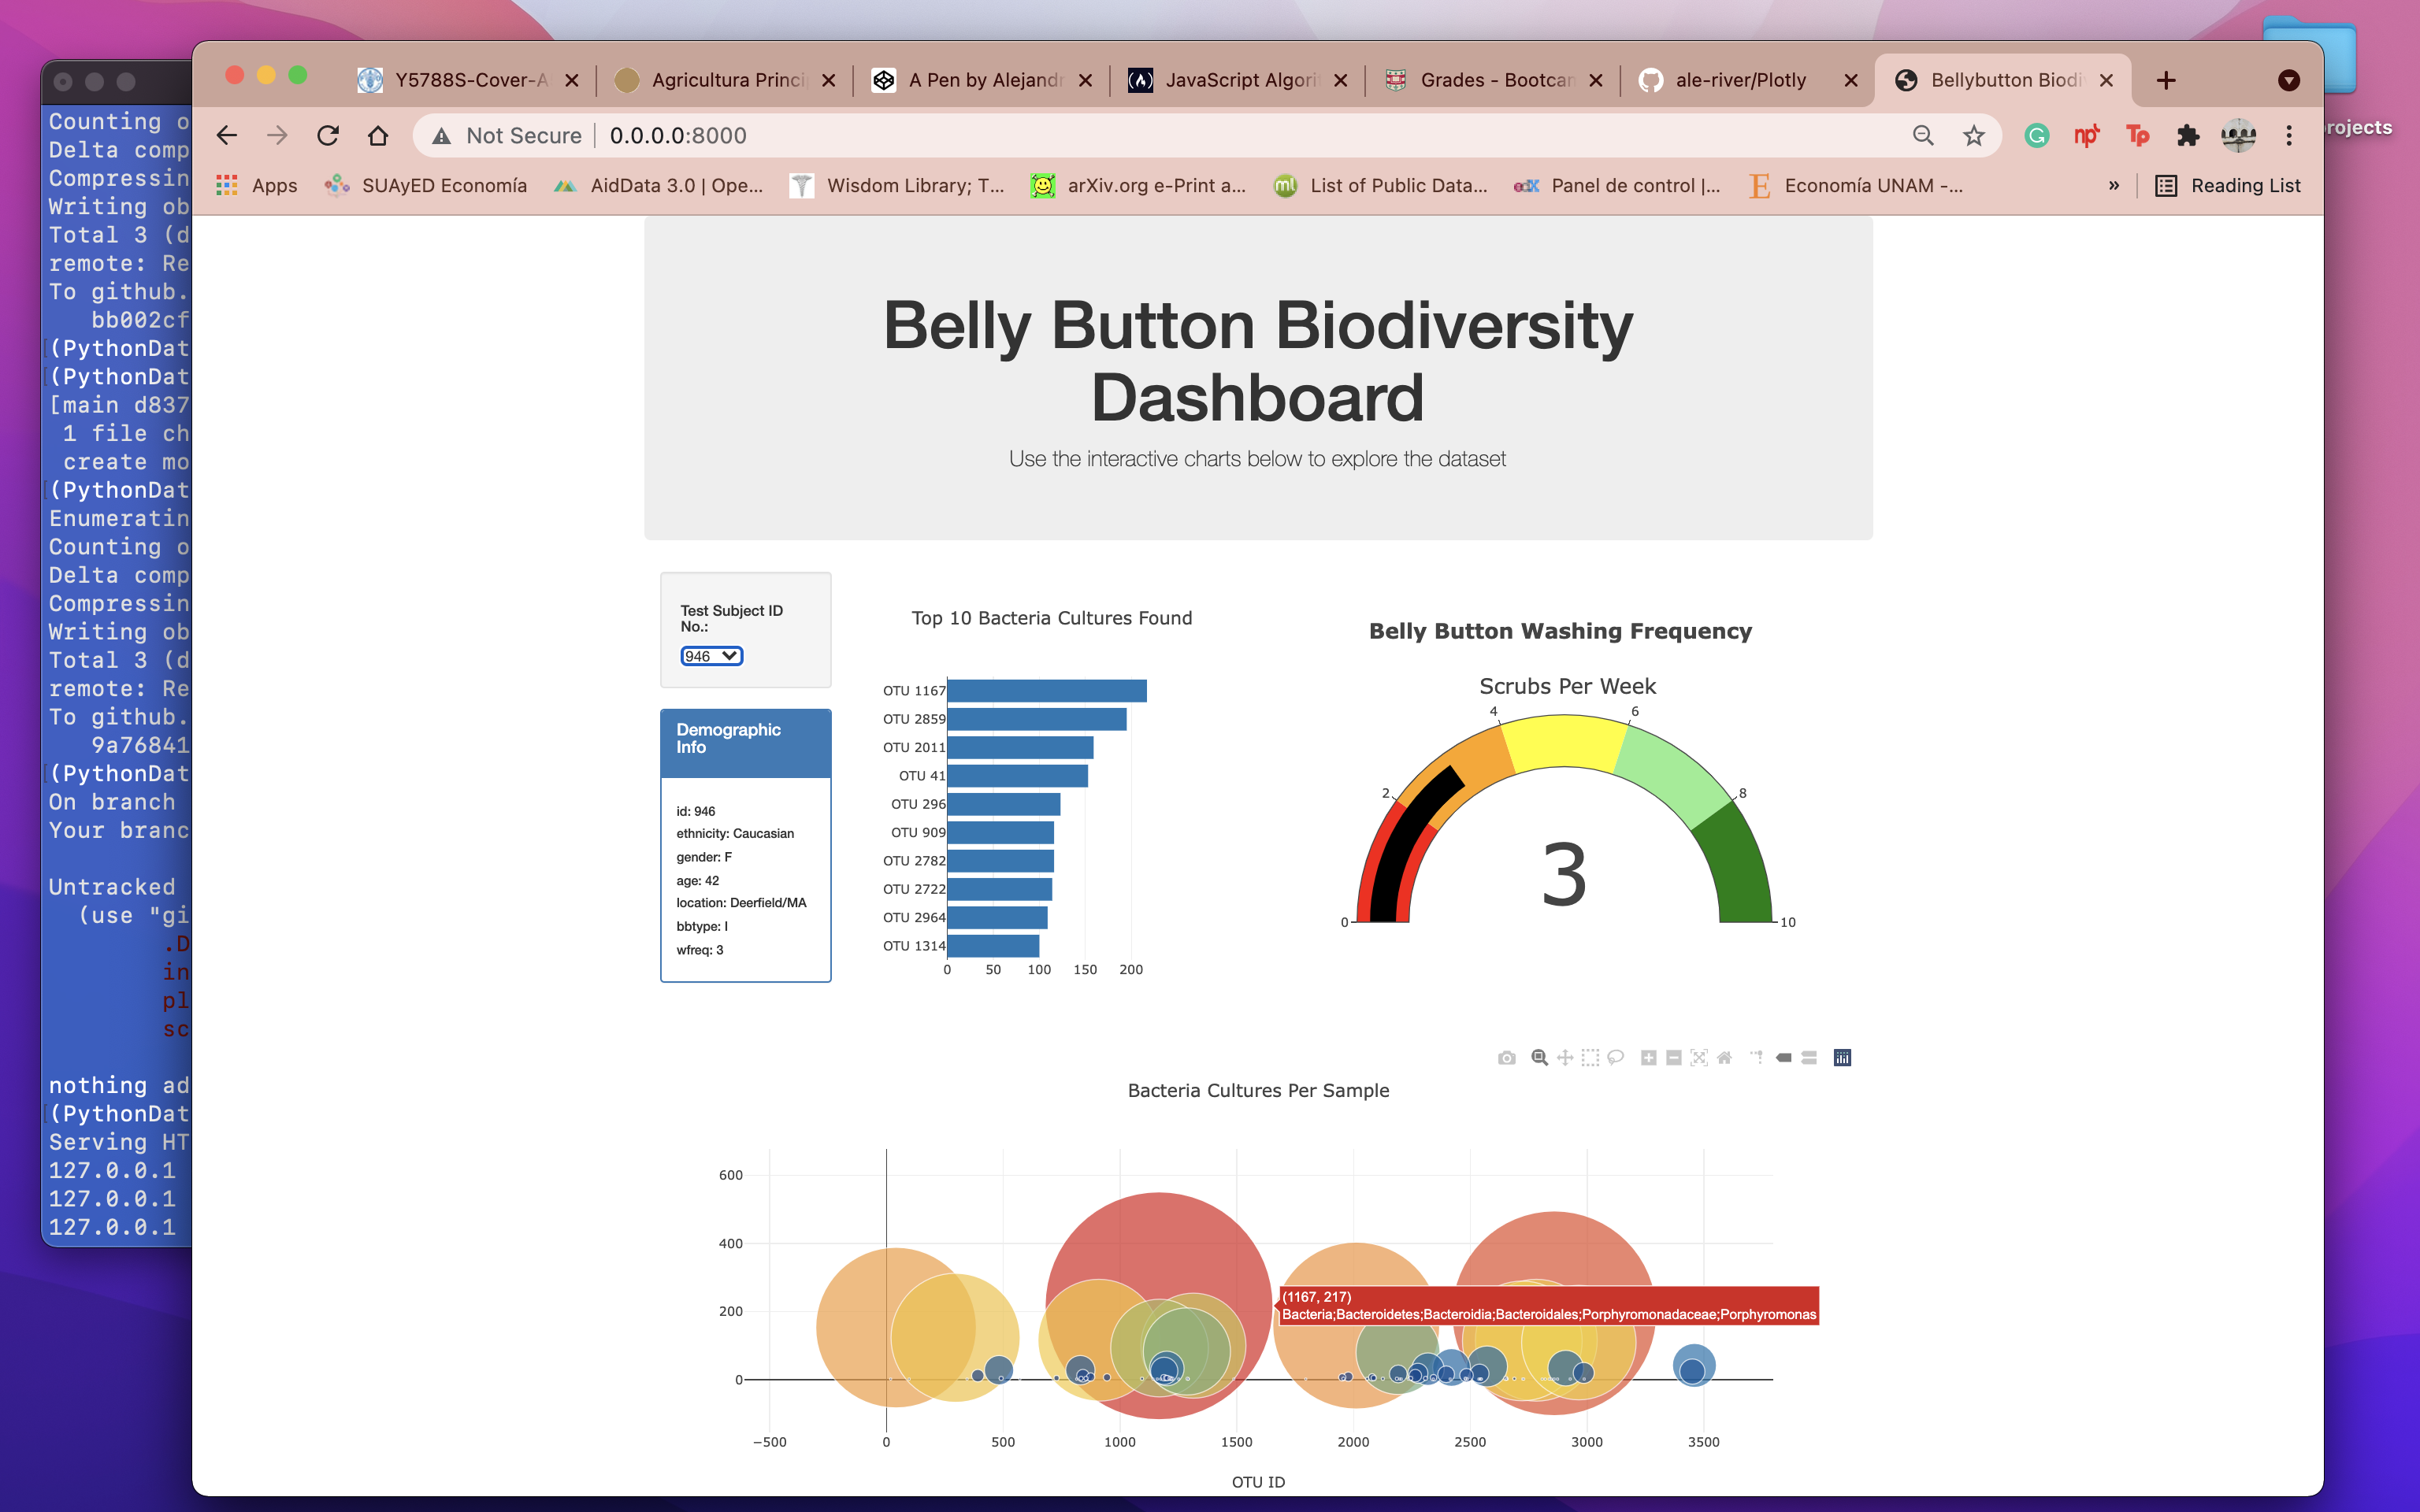 Y5788S-Cover-A
Agricultura Princi
A Pen by Alejandr
JavaScript Algorit
Grades - Bootcan
ale-river/Plotly
Bellybutton Biodiv
Not Secure
0.0.0.0:8000
np
Tp
rojects
Apps
SUAyED Economía
AidData 3.0 | Ope...
Wisdom Library; T...
arXiv.org e-Print a...
ml
List of Public Data...
edX
Panel de control |...
E
Economía UNAM -...
»
Reading List
Counting o
Delta comp
Compressin
Writing ob
Total 3 (d
remote: Re
To github.
bb002cf
(PythonDat
(PythonDat
[main d837
1 file ch
create mo
(PythonDat
Enumeratin
Counting o
Delta comp
Compressin
Writing ob
Total 3 (d
remote: Re
To github.
9a76841
(PythonDat
On branch
Your branc
Untracked
(use "gi
.D
in
pl
sc
nothing ad
(PythonDat
Serving HT
127.0.0.1
127.0.0.1
127.0.0.1
Belly Button Biodiversity
Dashboard
Use the interactive charts below to explore the dataset
Test Subject ID
No.:
946
Demographic
Info
id: 946
ethnicity: Caucasian
gender: F
age: 42
location: Deerfield/MA
bbtype: I
wfreq: 3
Top 10 Bacteria Cultures Found
OTU 1167
OTU 2859
OTU 2011
OTU 41
OTU 296
OTU 909
OTU 2782
OTU 2722
OTU 2964
OTU 1314
0 50 100 150 200
Belly Button Washing Frequency
Scrubs Per Week
0
2
4
6
8
10
3
Bacteria Cultures Per Sample
600
400
200
0
(1167, 217)
Bacteria;Bacteroidetes;Bacteroidia;Bacteroidales;Porphyromonadaceae;Porphyromonas
−500 0 500 1000 1500 2000 2500 3000 3500
OTU ID